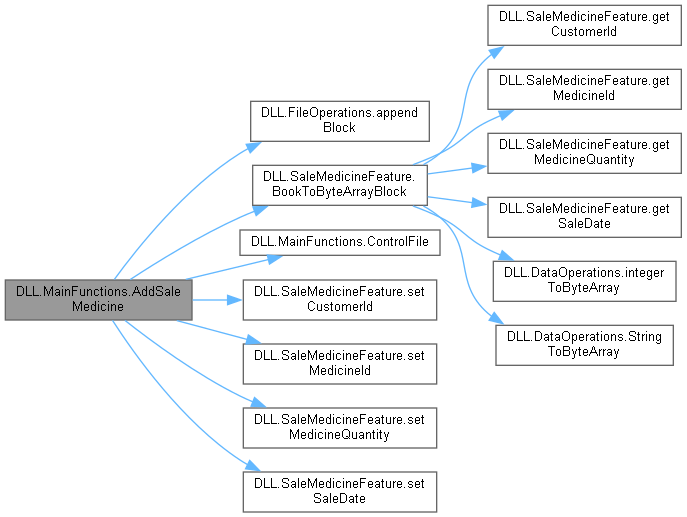 DLL.MainFunctions.AddSale
Medicine
DLL.FileOperations.append
Block
DLL.SaleMedicineFeature.
BookToByteArrayBlock
DLL.MainFunctions.ControlFile
DLL.SaleMedicineFeature.set
CustomerId
DLL.SaleMedicineFeature.set
MedicineId
DLL.SaleMedicineFeature.set
MedicineQuantity
DLL.SaleMedicineFeature.set
SaleDate
DLL.SaleMedicineFeature.get
CustomerId
DLL.SaleMedicineFeature.get
MedicineId
DLL.SaleMedicineFeature.get
MedicineQuantity
DLL.SaleMedicineFeature.get
SaleDate
DLL.DataOperations.integer
ToByteArray
DLL.DataOperations.String
ToByteArray